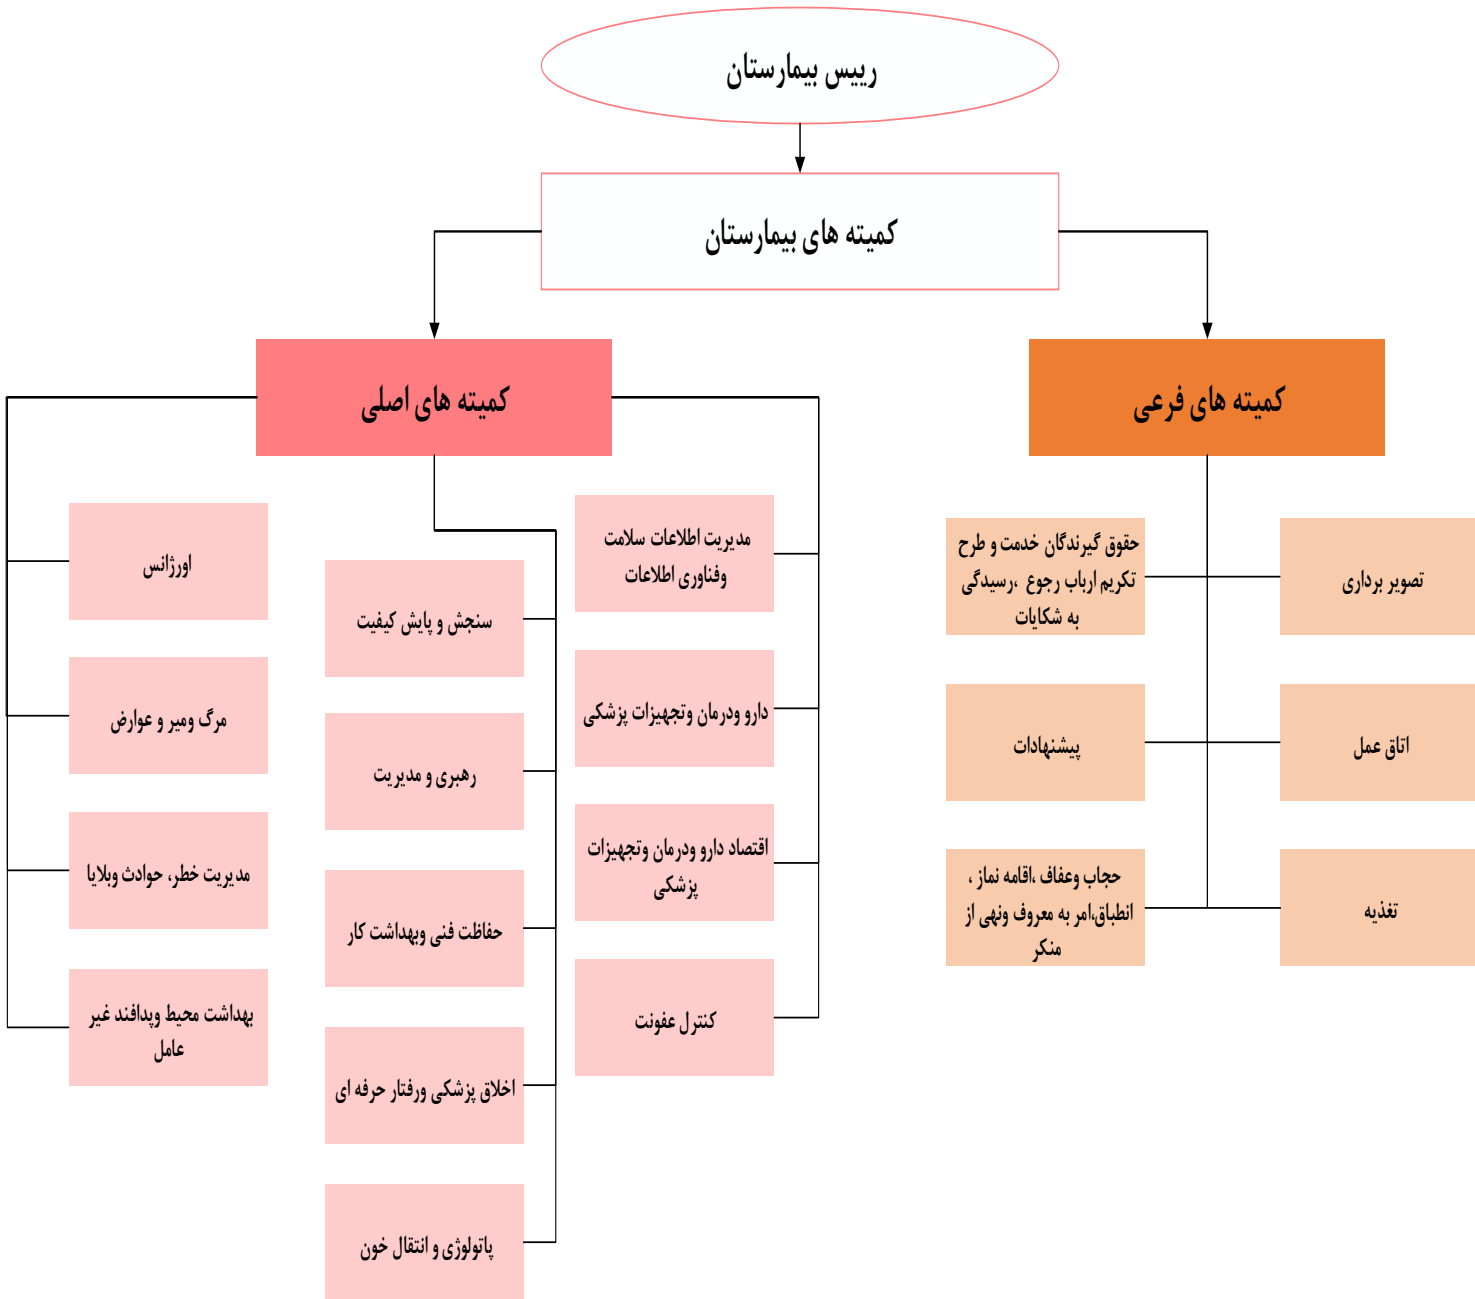 رییس بیمارستان
کمیته های بیمارستان
کمیته های فرعی
تصویر برداری
اتاق عمل
تغذیه
حقوق گیرندگان خدمت و طرح
تکریم ارباب رجوع ،رسیدگی
به شکایات
پیشنهادات
حجاب وعفاف ،اقامه نماز ،
انطباق،امر به معروف ونهی از
منکر
کمیته های اصلی
مدیریت اطلاعات سلامت
وفناوری اطلاعات
دارو ودرمان وتجهیزات پزشکی
اقتصاد دارو ودرمان وتجهیزات
پزشکی
کنترل عفونت
سنجش و پایش کیفیت
رهبری و مدیریت
حفاظت فنی وبهداشت کار
اخلاق پزشکی ورفتار حرفه ای
پاتولوژی و انتقال خون
اورژانس
مرگ ومیر و عوارض
مدیریت خطر، حوادث وبلایا
بهداشت محیط وپدافند غیر
عامل